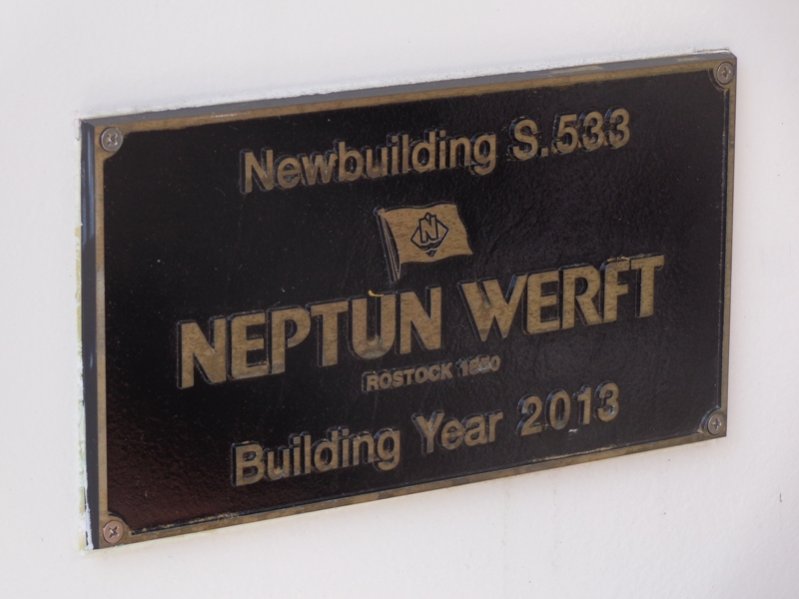 Newbuilding S.533
N
NEPTUN WERFT
ROSTOCK 1850
Building Year 2013